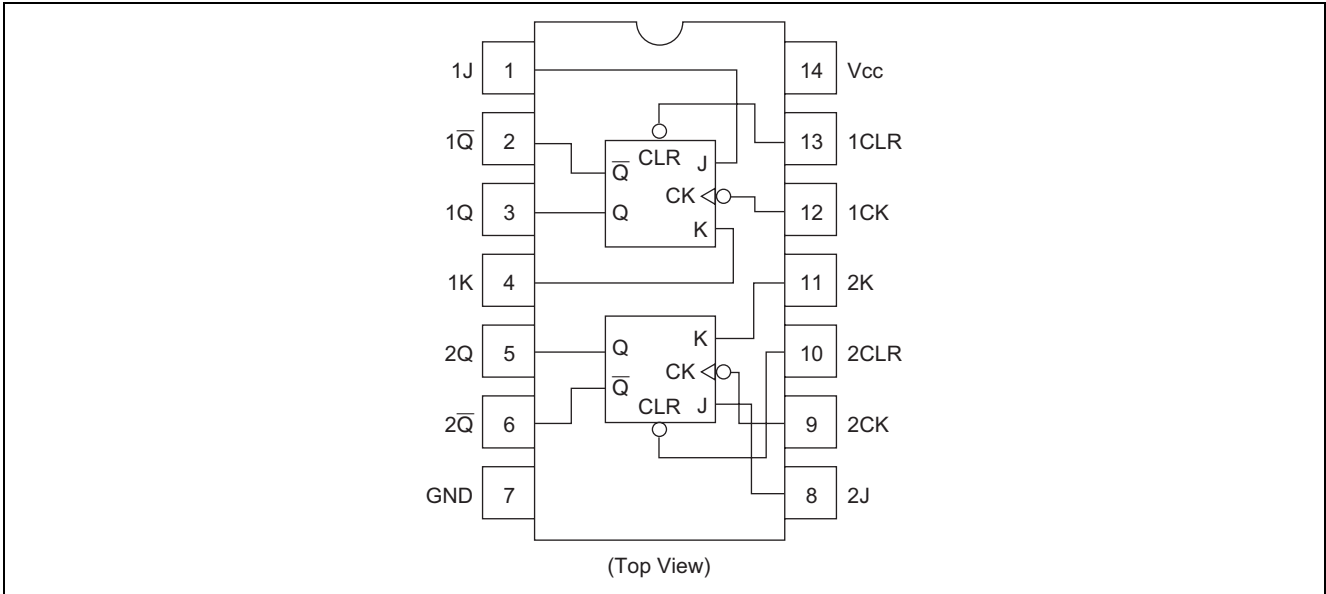 1J 1 14 Vcc
1Q̅ 2 13 1CLR
1Q 3 12 1CK
1K 4 11 2K
2Q 5 10 2CLR
2Q̅ 6 9 2CK
GND 7 8 2J
CLR J
Q̅
CK
Q
K
K
Q
CK
Q̅
CLR J
(Top View)